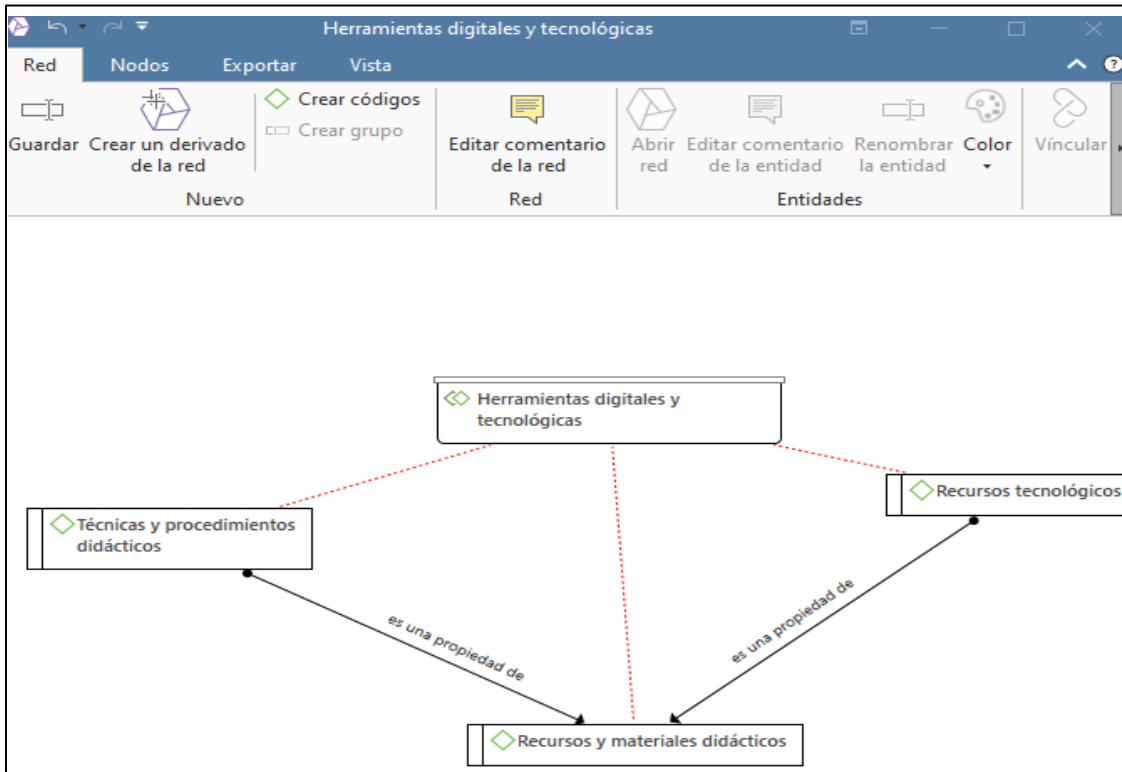 Herramientas digitales y tecnológicas
Red Nodos Exportar Vista
Guardar
Crear un derivado
de la red
Crear códigos
Crear grupo
Nuevo
Editar comentario
de la red
Red
Abrir
red
Editar comentario
de la entidad
Renombrar
la entidad
Color
Entidades
Víncular
Herramientas digitales y
tecnológicas
Recursos tecnológicos
Técnicas y procedimientos
didácticos
es una propiedad de
es una propiedad de
Recursos y materiales didácticos